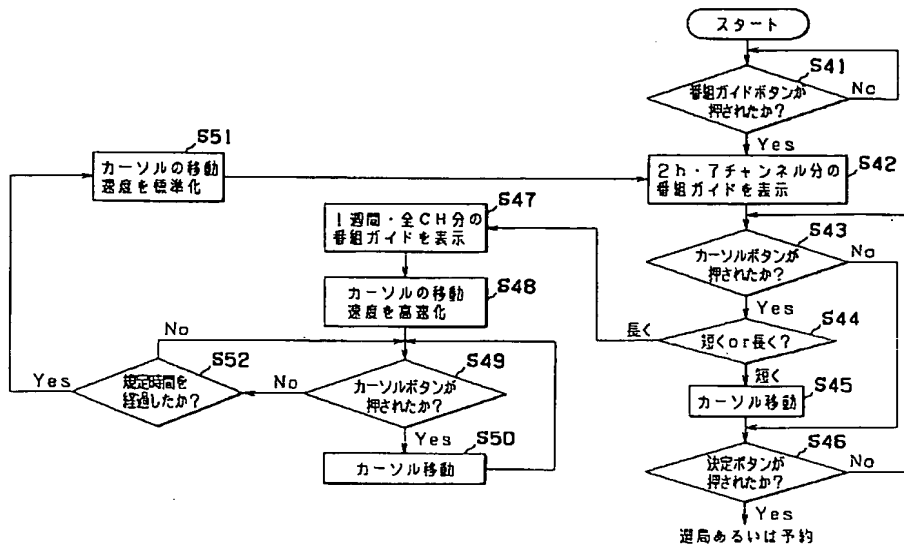 スタート
S41
番組ガイドボタンが
押されたか?
No
Yes
S42
2h・7チャンネル分の
番組ガイドを表示
S43
カーソルボタンが
押されたか?
No
Yes
S44
短くor長く?
長く
短く
S45
カーソル移動
S46
決定ボタンが
押されたか?
No
Yes
選局あるいは予約
S47
1週間・全CH分の
番組ガイドを表示
S48
カーソルの移動
速度を高速化
S49
カーソルボタンが
押されたか?
No
Yes
S50
カーソル移動
S52
規定時間を
経過したか?
No
Yes
S51
カーソルの移動
速度を標準化